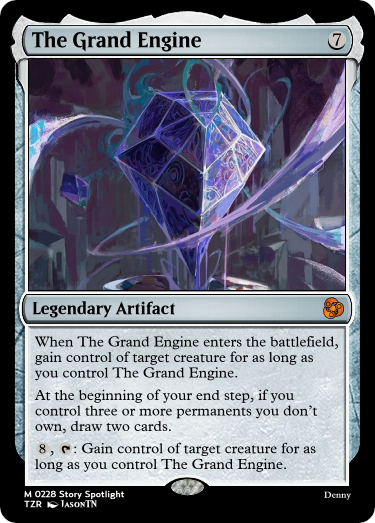 The Grand Engine 7
Legendary Artifact
When The Grand Engine enters the battlefield,
gain control of target creature for as long as
you control The Grand Engine.
At the beginning of your end step, if you
control three or more permanents you don't
own, draw two cards.
8, : Gain control of target creature for as
long as you control The Grand Engine.
M 0228 Story Spotlight
TZR JASONTN
Denny